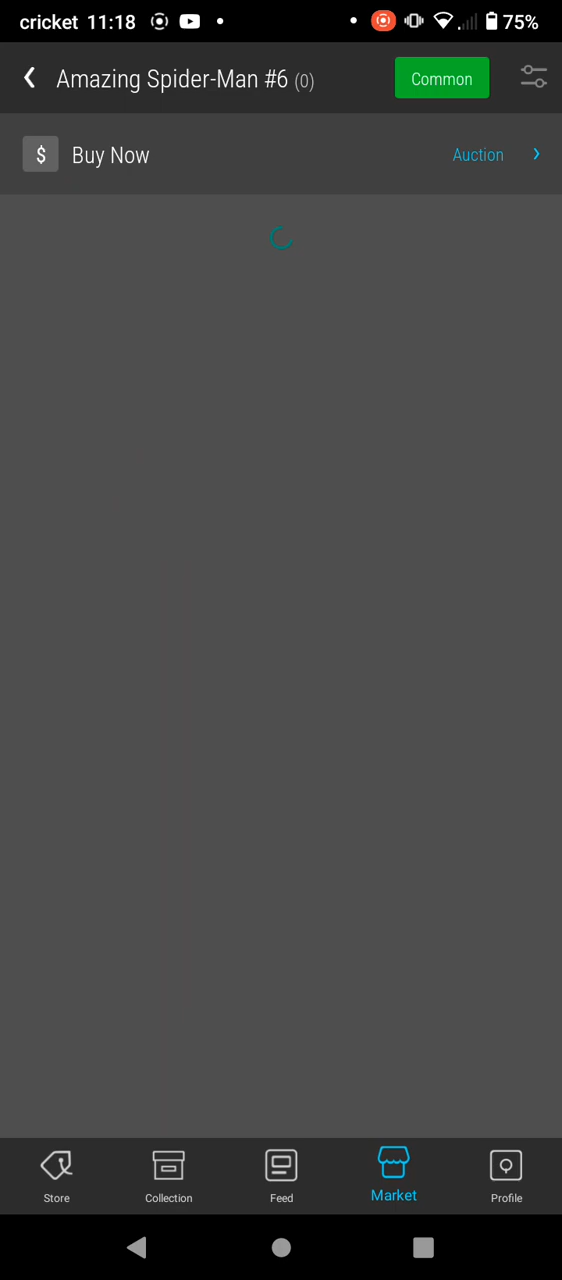 cricket 11:18 75%
Amazing Spider-Man #6 (0) Common
$ Buy Now Auction
Store Collection Feed Market Profile